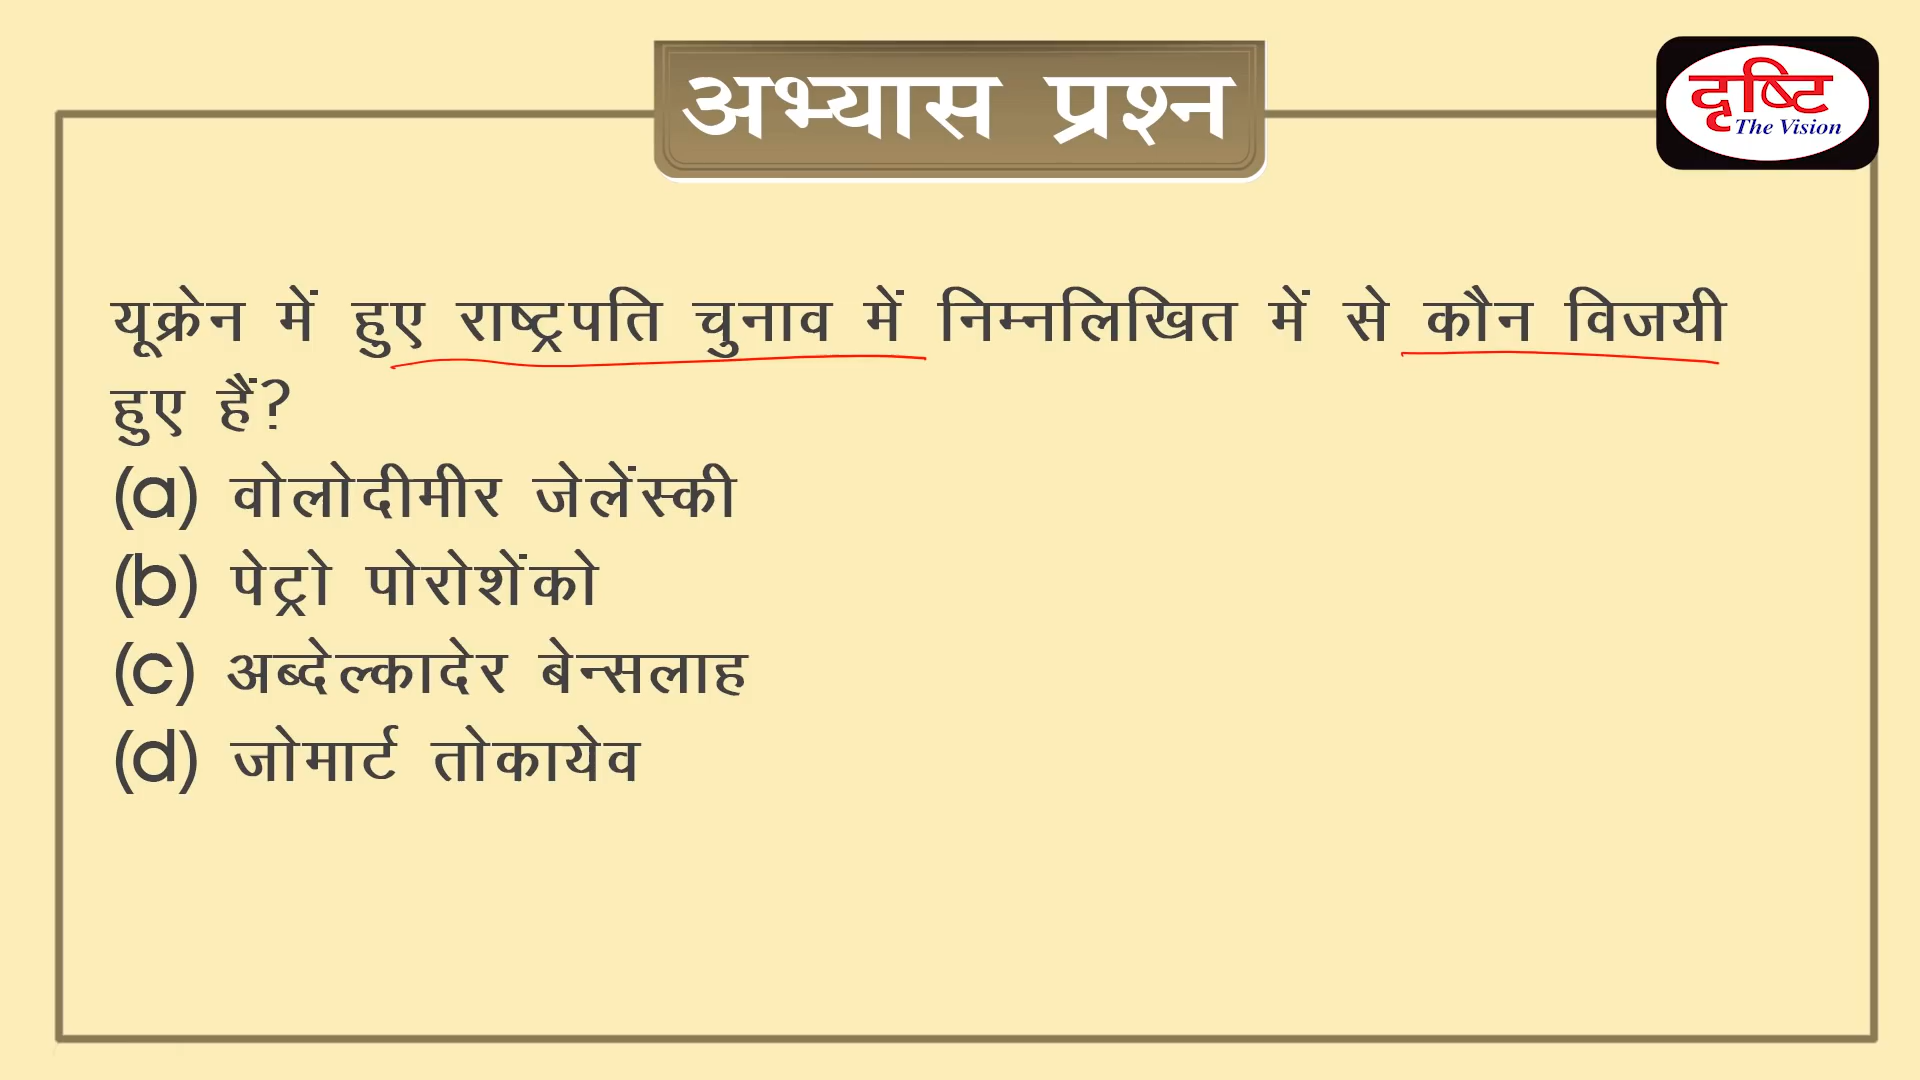 अभ्यास प्रश्न
दृष्टि
The Vision
यूक्रेन में हुए राष्ट्रपति चुनाव में निम्नलिखित में से कौन विजयी
हुए हैं?
(a) वोलोदीमीर जेलेंस्की
(b) पेट्रो पोरोशेंको
(c) अब्देल्कादेर बेन्सलाह
(d) जोमार्ट तोकायेव